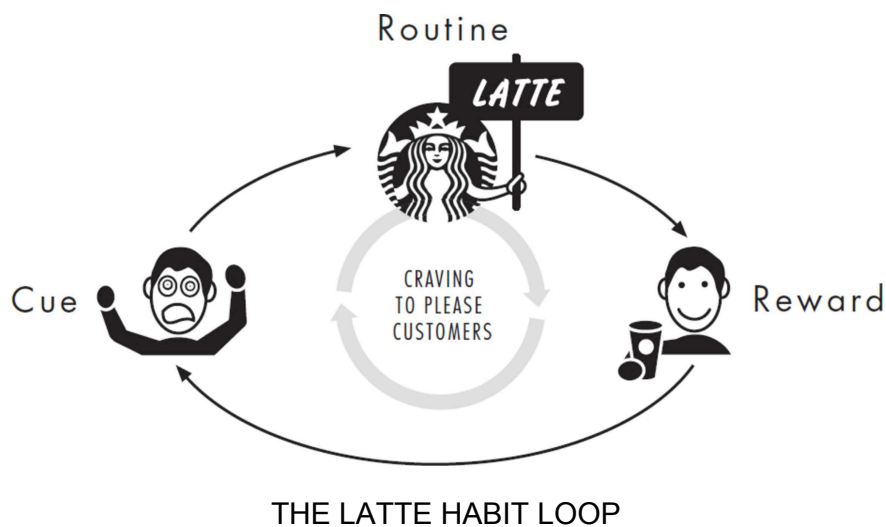 Routine
LATTE
Cue
CRAVING
TO PLEASE
CUSTOMERS
Reward
THE LATTE HABIT LOOP